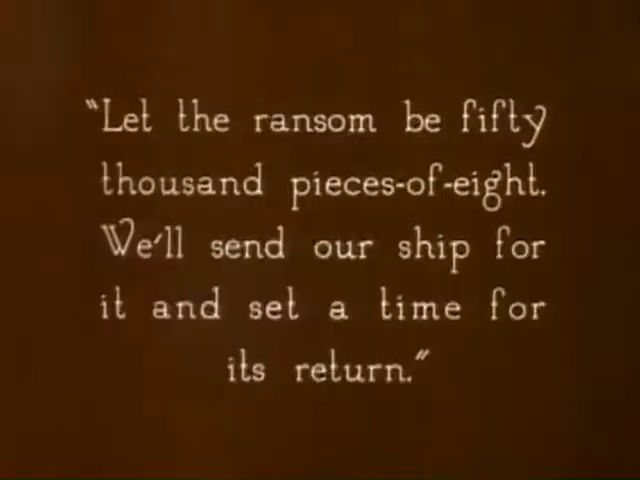 "Let the ransom be fifty
thousand pieces-of-eight.
We'll send our ship for
it and set a time for
its return."